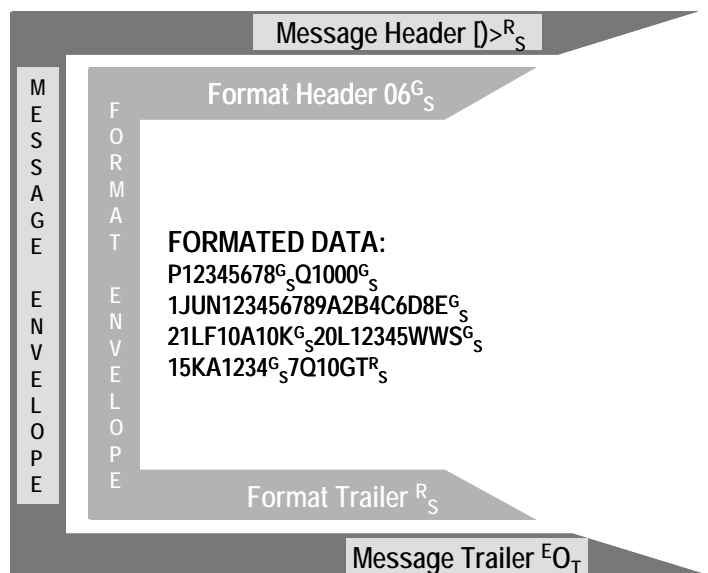 Message Header [)>ᴿS
MESSAGE ENVELOPE
FORMAT ENVELOPE
Format Header 06ᴳS
FORMATED DATA:
P12345678ᴳSQ1000ᴳS
1JUN123456789A2B4C6D8EᴳS
21LF10A10KᴳS20L12345WWSᴳS
15KA1234ᴳS7Q10GTᴿS
Format Trailer ᴿS
Message Trailer ᴱOT